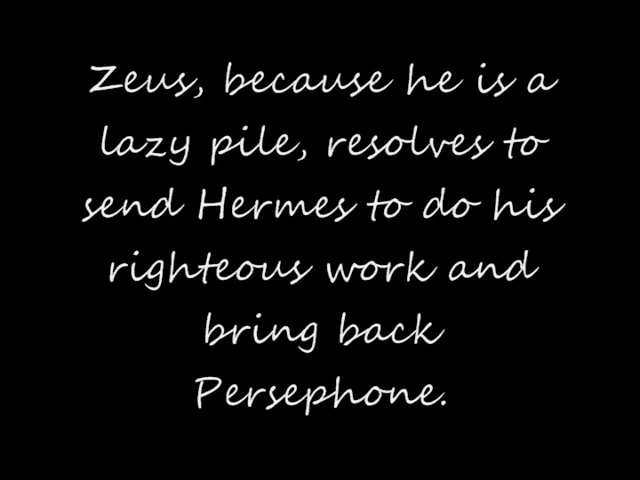 Zeus, because he is a
lazy pile, resolves to
send Hermes to do his
righteous work and
bring back
Persephone.